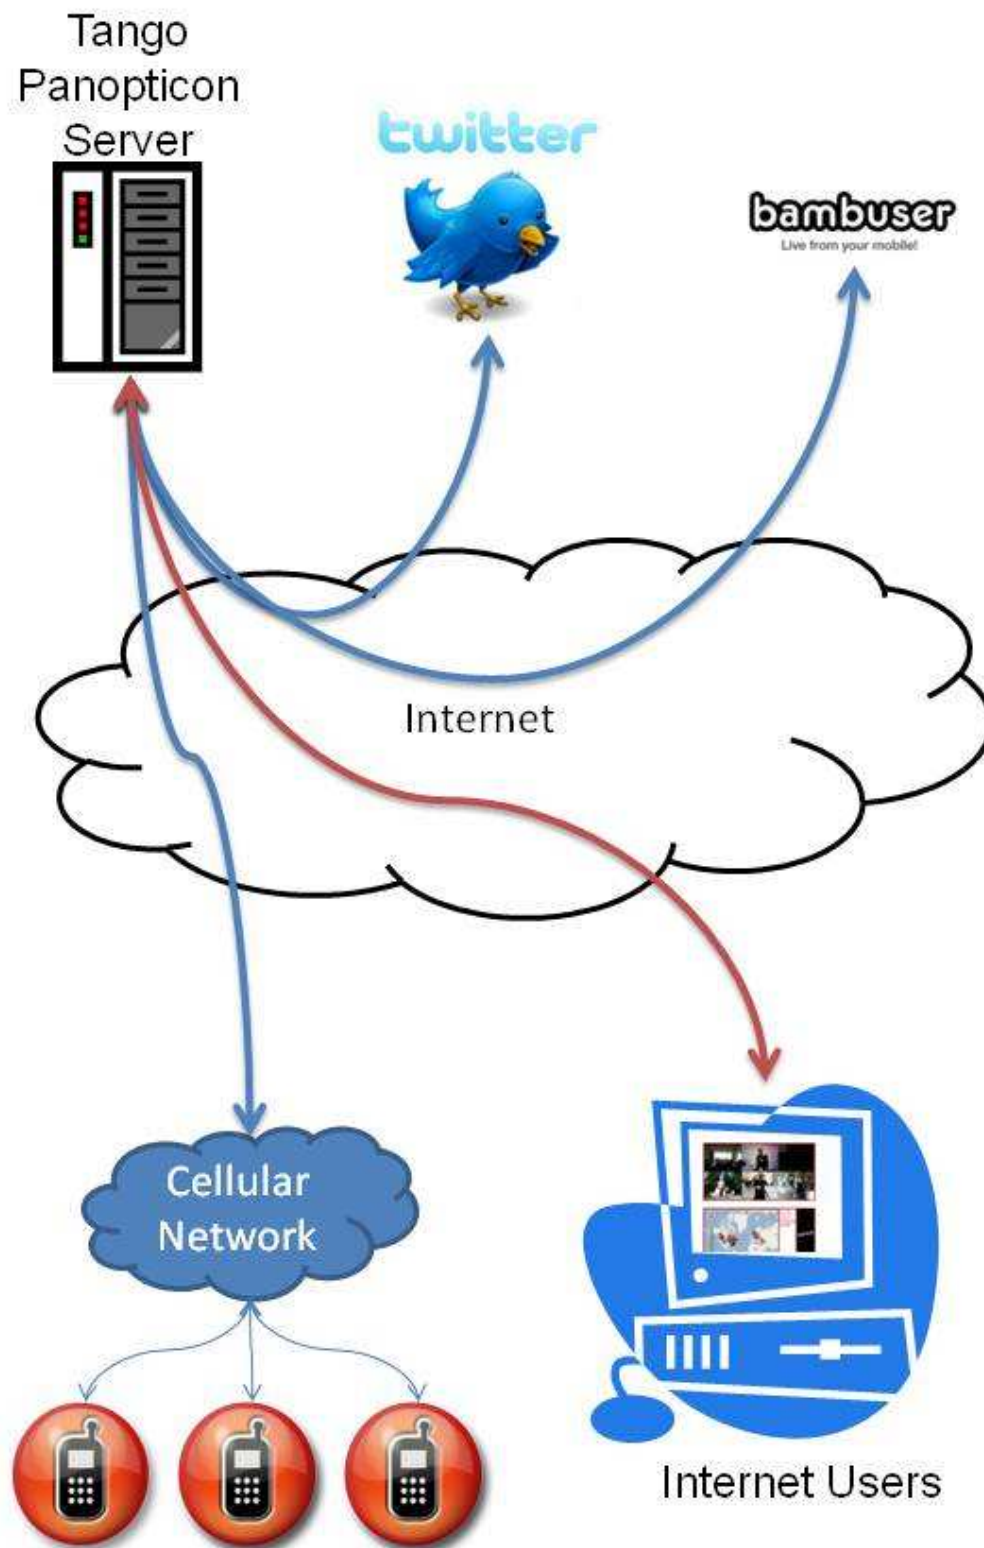 Tango
Panopticon
Server
twitter
bambuser
Live from your mobile!
Internet
Cellular
Network
Internet Users